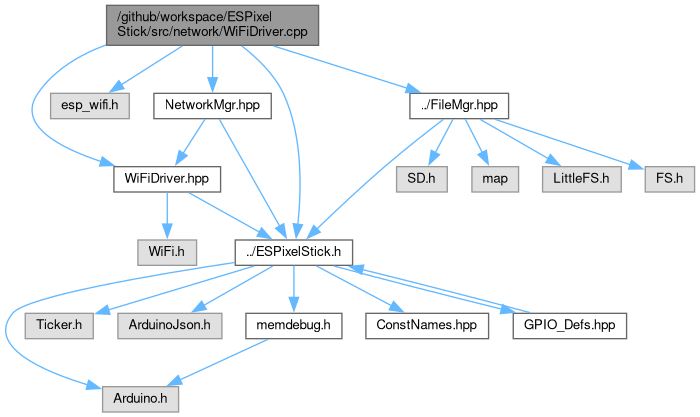 /github/workspace/ESPixel
Stick/src/network/WiFiDriver.cpp
esp_wifi.h
NetworkMgr.hpp
../FileMgr.hpp
WiFiDriver.hpp
SD.h
map
LittleFS.h
FS.h
WiFi.h
../ESPixelStick.h
Ticker.h
ArduinoJson.h
memdebug.h
ConstNames.hpp
GPIO_Defs.hpp
Arduino.h